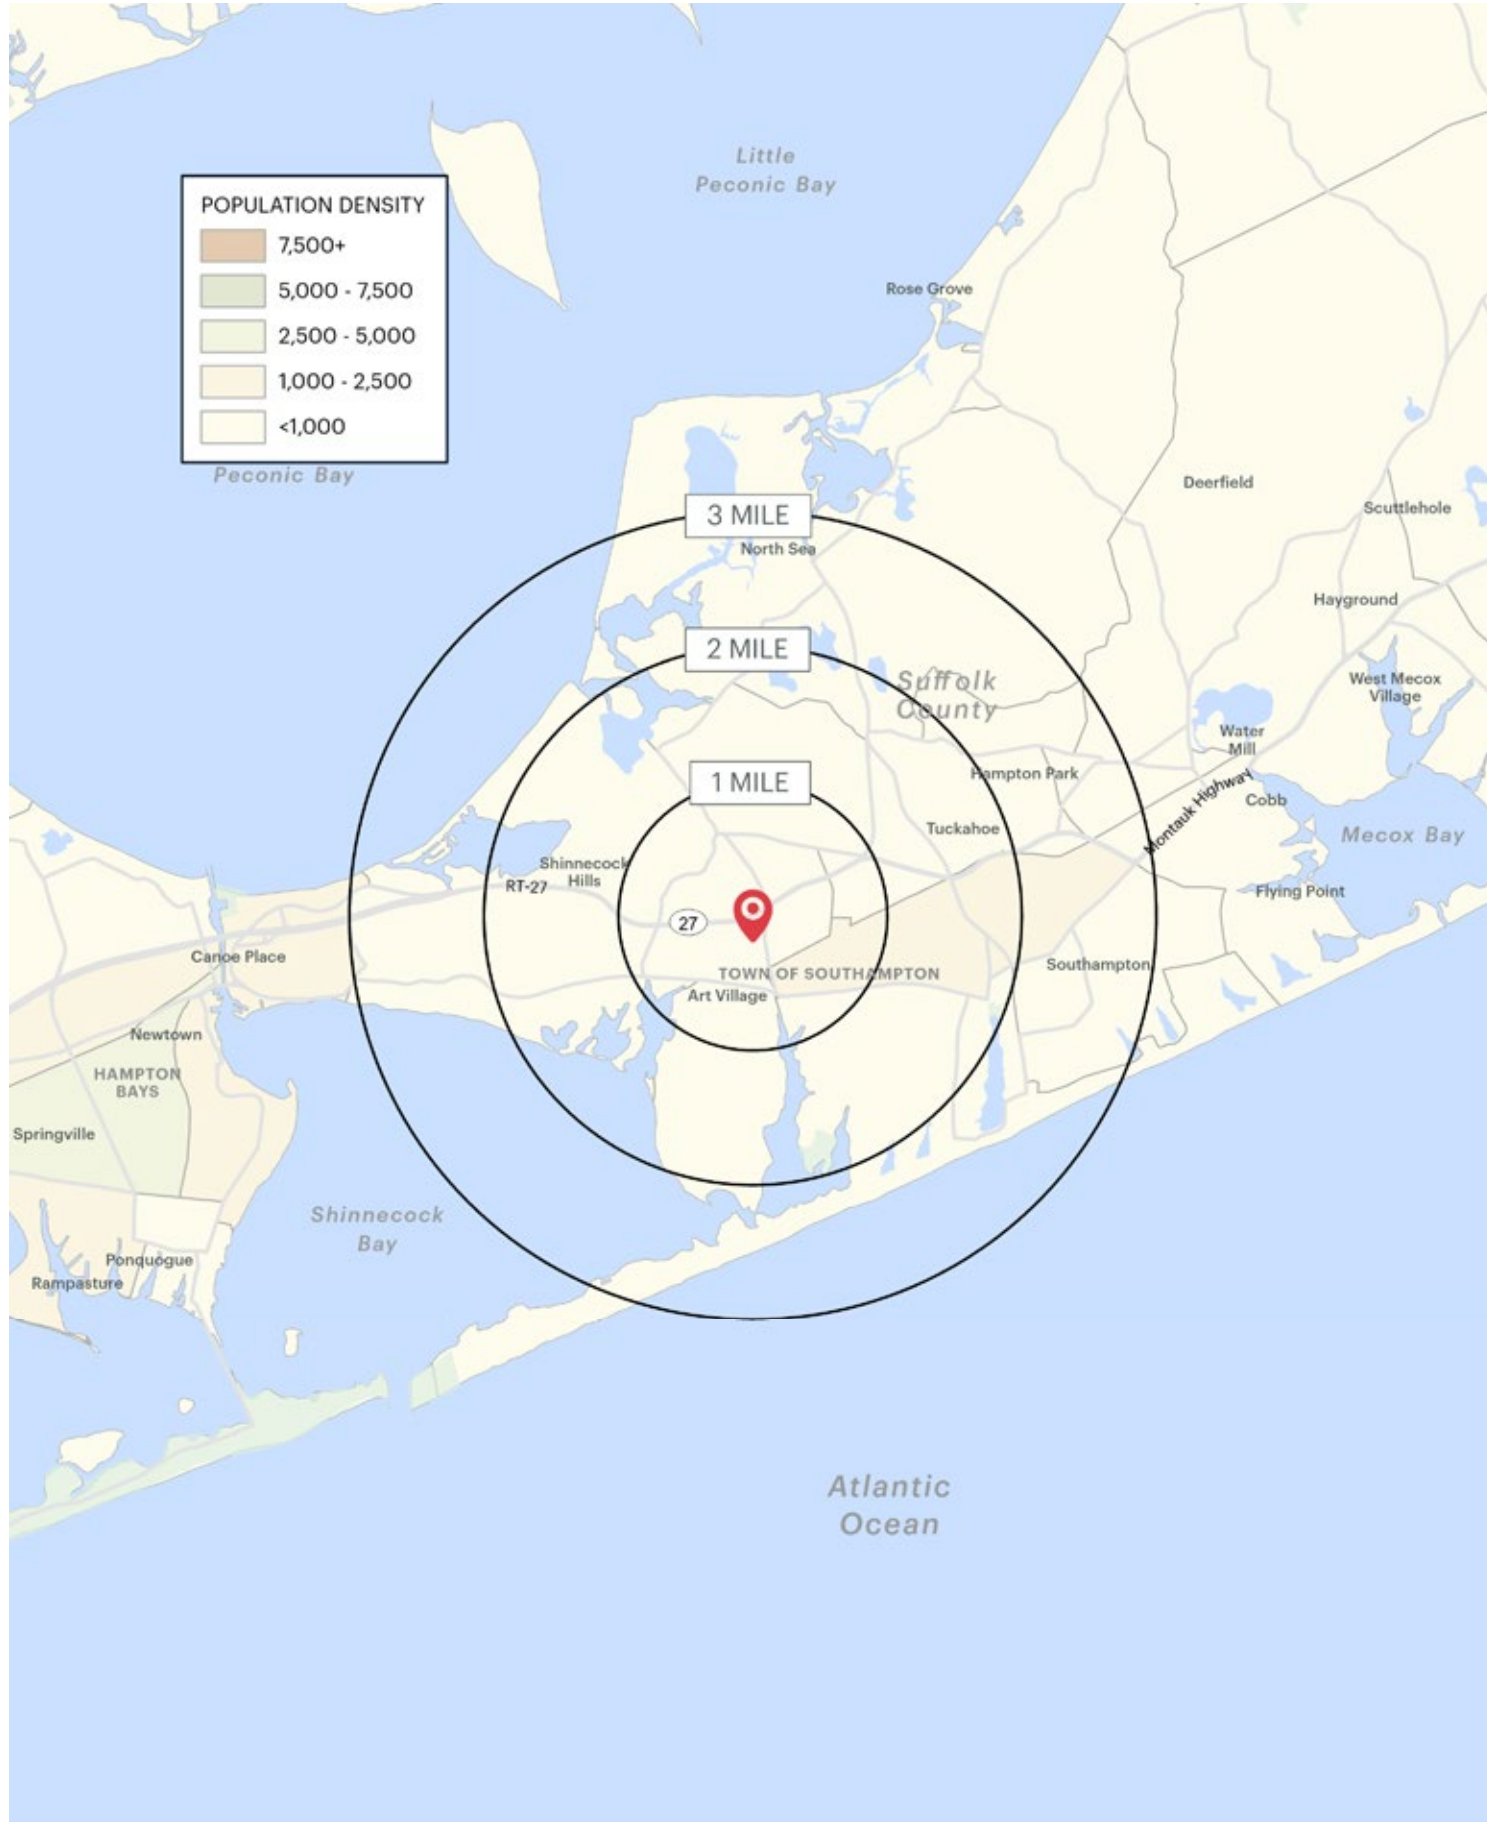 Little
Peconic Bay
POPULATION DENSITY
7,500+
5,000 - 7,500
2,500 - 5,000
1,000 - 2,500
<1,000
Rose Grove
Peconic Bay
Deerfield
Scuttlehole
3 MILE
North Sea
Hayground
2 MILE
Suffolk
County
West Mecox
Village
Water
Mill
1 MILE
Hampton Park
Montauk Highway
Cobb
Tuckahoe
Mecox Bay
Shinnecock
Hills
RT-27
Flying Point
27
Canoe Place
Southampton
TOWN OF SOUTHAMPTON
Art Village
Newtown
HAMPTON
BAYS
Springville
Shinnecock
Bay
Ponquogue
Rampasture
Atlantic
Ocean